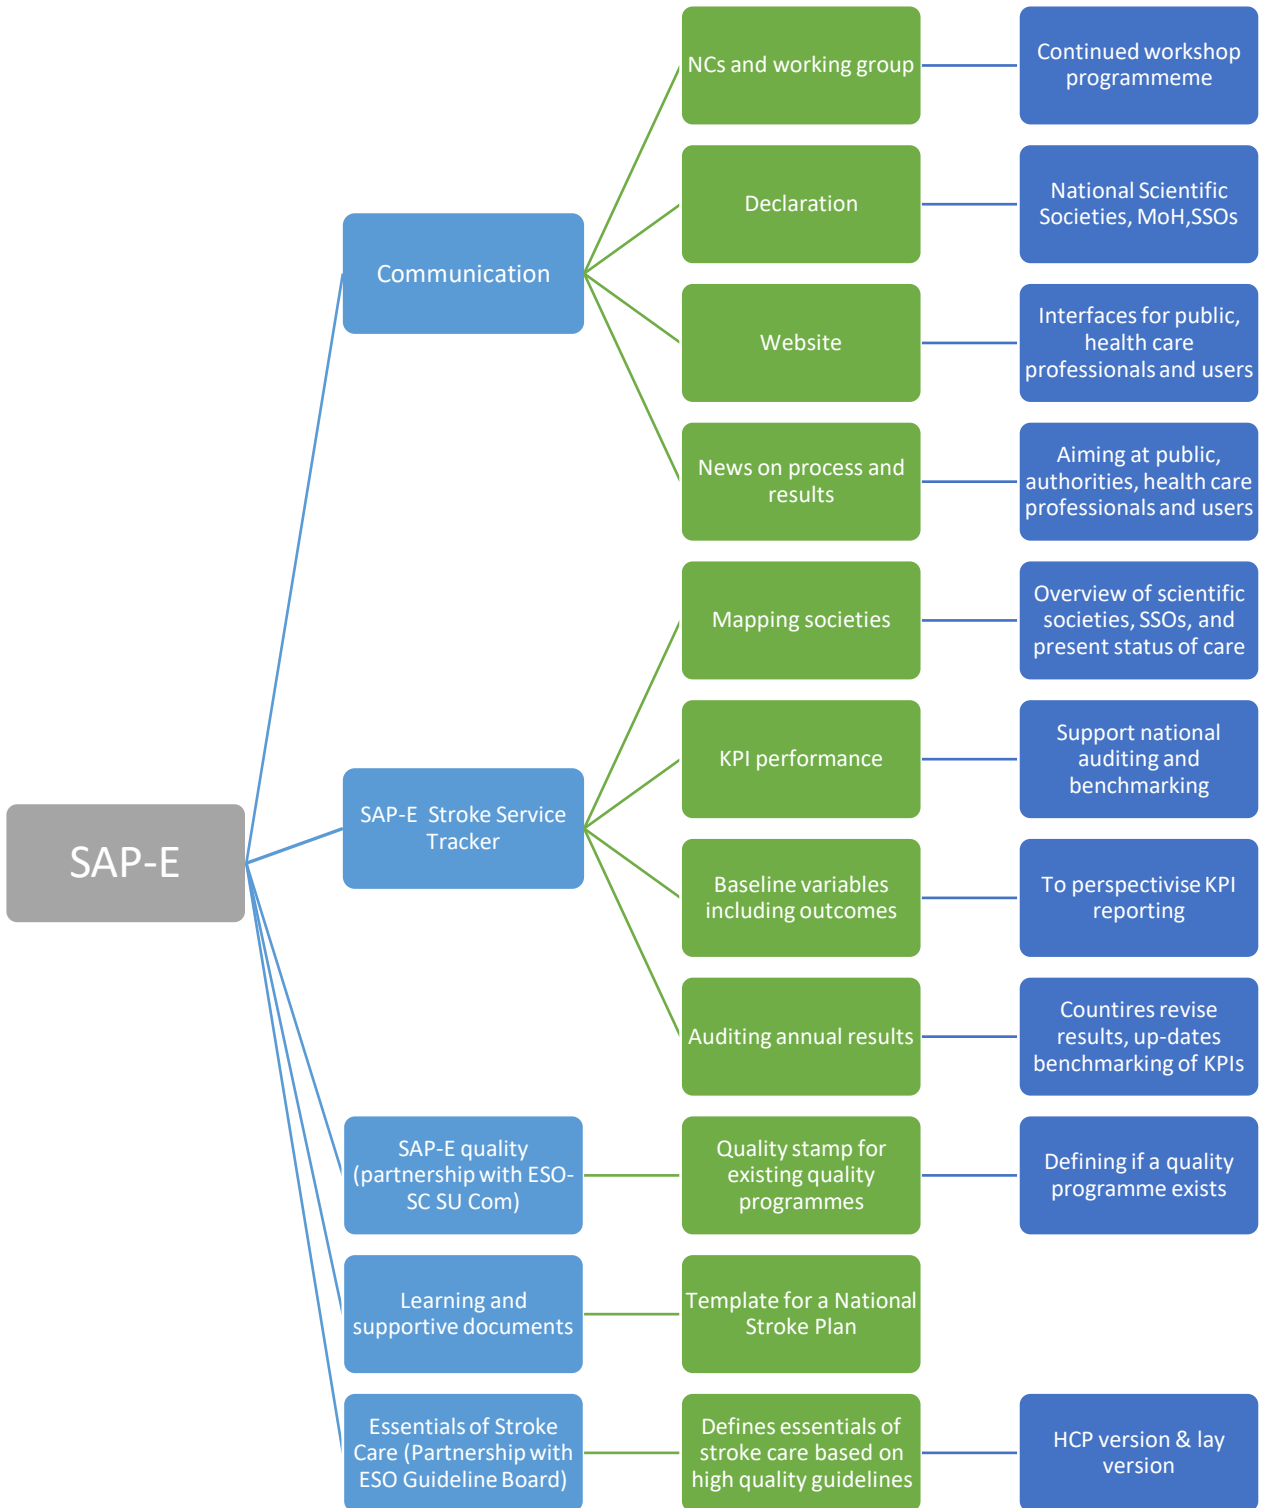 NCs and working group
Continued workshop
programmeme
Declaration
National Scientific
Societies, MoH,SSOs
Communication
Website
Interfaces for public,
health care
professionals and users
News on process and
results
Aiming at public,
authorities, health care
professionals and users
Mapping societies
Overview of scientific
societies, SSOs, and
present status of care
KPI performance
Support national
auditing and
benchmarking
SAP-E Stroke Service
Tracker
SAP-E
Baseline variables
including outcomes
To perspectivise KPI
reporting
Auditing annual results
Countires revise
results, up-dates
benchmarking of KPIs
SAP-E quality
(partnership with ESO-
SC SU Com)
Quality stamp for
existing quality
programmes
Defining if a quality
programme exists
Learning and
supportive documents
Template for a National
Stroke Plan
Essentials of Stroke
Care (Partnership with
ESO Guideline Board)
Defines essentials of
stroke care based on
high quality guidelines
HCP version & lay
version